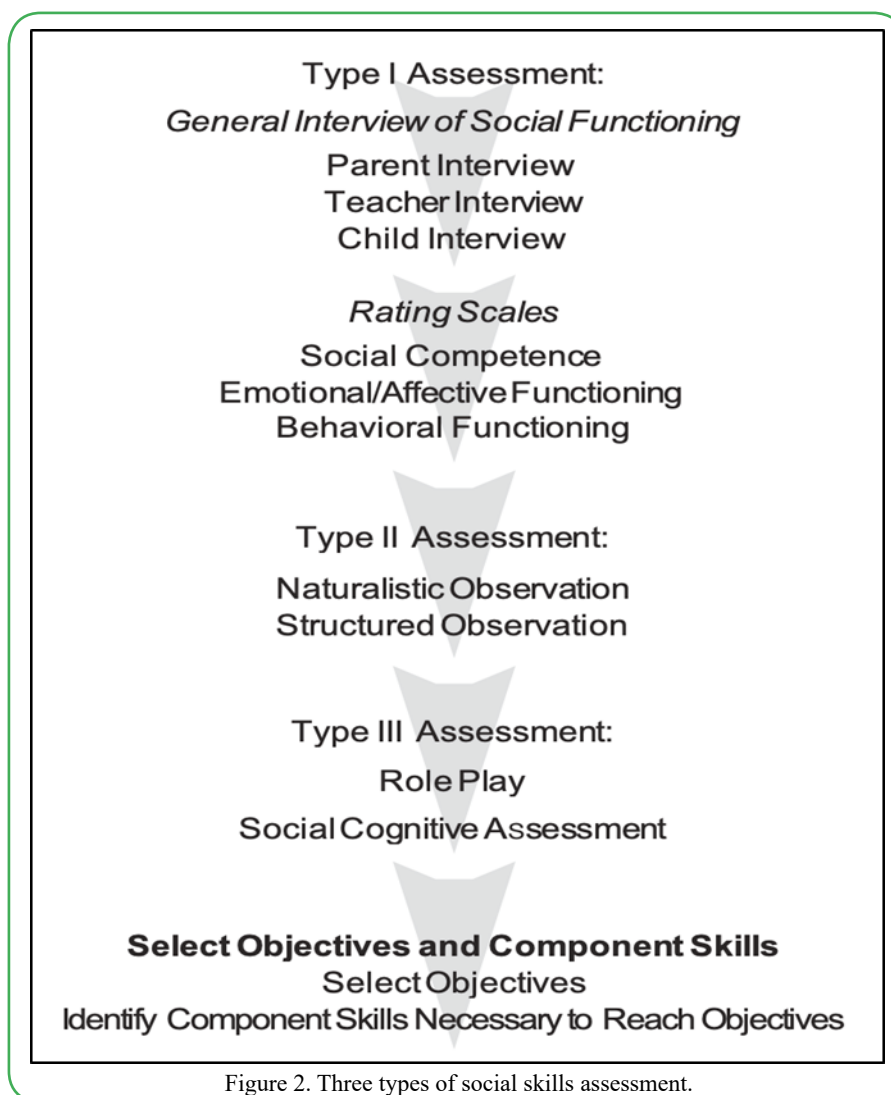 Type I Assessment:
General Interview of Social Functioning
Parent Interview
Teacher Interview
Child Interview
Rating Scales
Social Competence
Emotional/Affective Functioning
Behavioral Functioning
Type II Assessment:
Naturalistic Observation
Structured Observation
Type III Assessment:
Role Play
Social Cognitive Assessment
Select Objectives and Component Skills
Select Objectives
Identify Component Skills Necessary to Reach Objectives
Figure 2. Three types of social skills assessment.